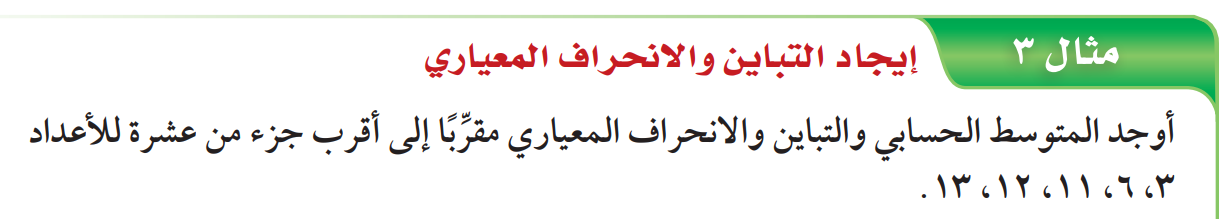 مثال ٣
إيجاد التباين والانحراف المعياري
أوجد المتوسط الحسابي والتباين والانحراف المعياري مقرِّبًا إلى أقرب جزء من عشرة للأعداد
٣، ٦، ١١، ١٢، ١٣.